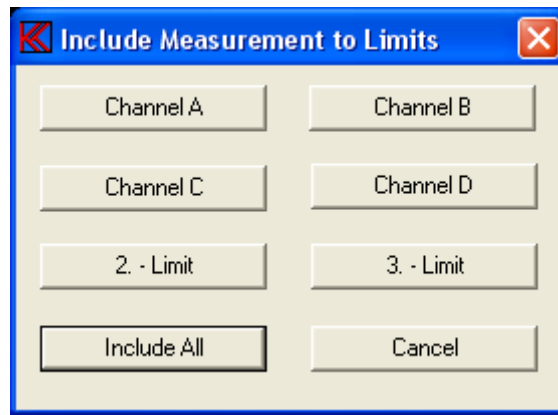 Include Measurement to Limits
Channel A
Channel B
Channel C
Channel D
2. - Limit
3. - Limit
Include All
Cancel